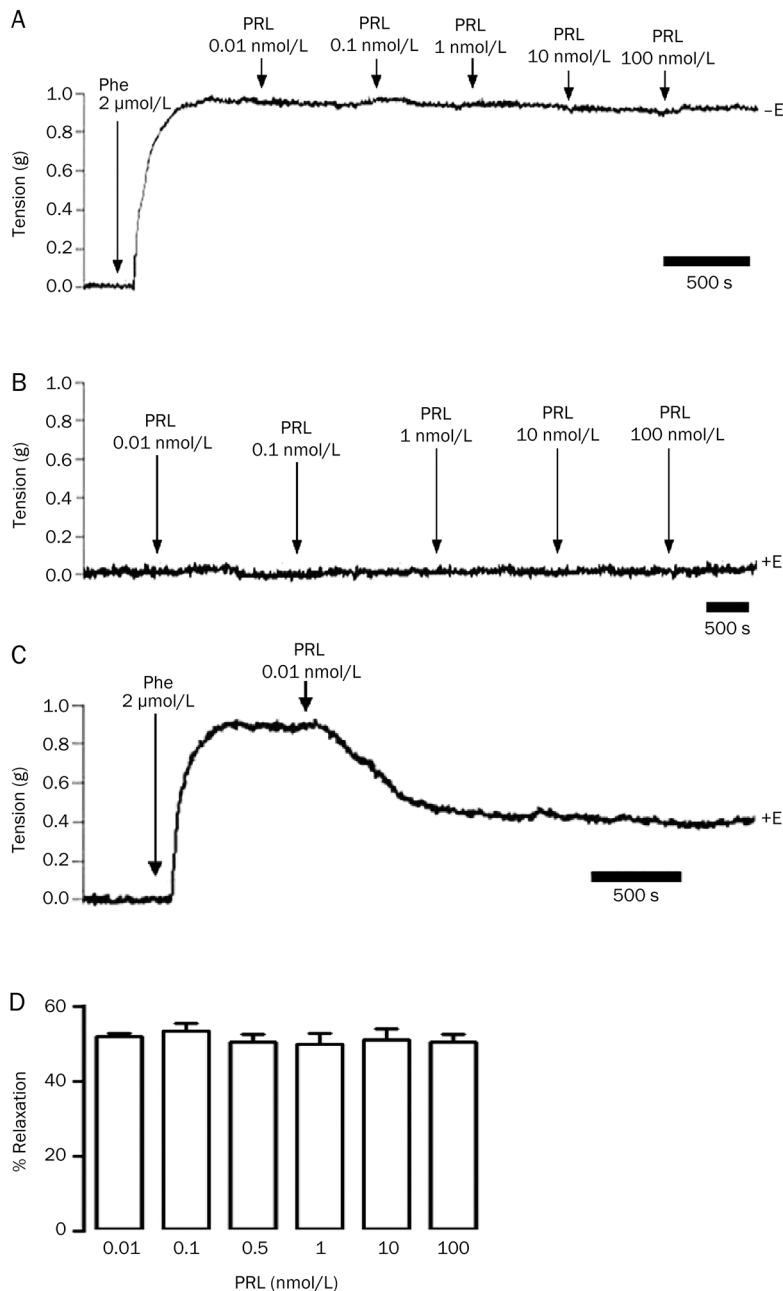 A
PRL
0.01 nmol/L
PRL
0.1 nmol/L
PRL
1 nmol/L
PRL
10 nmol/L
PRL
100 nmol/L
Phe
2 µmol/L
1.0
0.8
0.6
0.4
0.2
0.0
Tension (g)
–E
500 s
B
1.0
0.8
0.6
0.4
0.2
0.0
Tension (g)
PRL
0.01 nmol/L
PRL
0.1 nmol/L
PRL
1 nmol/L
PRL
10 nmol/L
PRL
100 nmol/L
+E
500 s
C
Phe
2 µmol/L
PRL
0.01 nmol/L
1.0
0.8
0.6
0.4
0.2
0.0
Tension (g)
+E
500 s
D
60
40
20
0
% Relaxation
0.01 0.1 0.5 1 10 100
PRL (nmol/L)